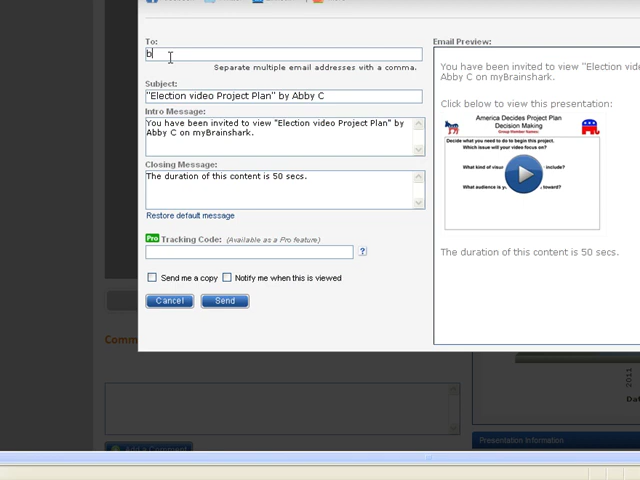 To:
b
Separate multiple email addresses with a comma.
Subject:
"Election video Project Plan" by Abby C
Intro Message:
You have been invited to view "Election video Project Plan" by
Abby C on myBrainshark.
Closing Message:
The duration of this content is 50 secs.
Restore default message
Pro Tracking Code: (Available as a Pro feature)
?
Send me a copy Notify me when this is viewed
Cancel Send
Email Preview:
You have been invited to view "Election vide
Abby C on myBrainshark.
Click below to view this presentation:
America Decides Project Plan
Decision Making
Group Member Names:
Decide what you need to do to begin this project.
Which issue will your video focus on?
What kind of visu include?
What audience is you toward?
The duration of this content is 50 secs.
Comm
2011
Dat
Presentation Information